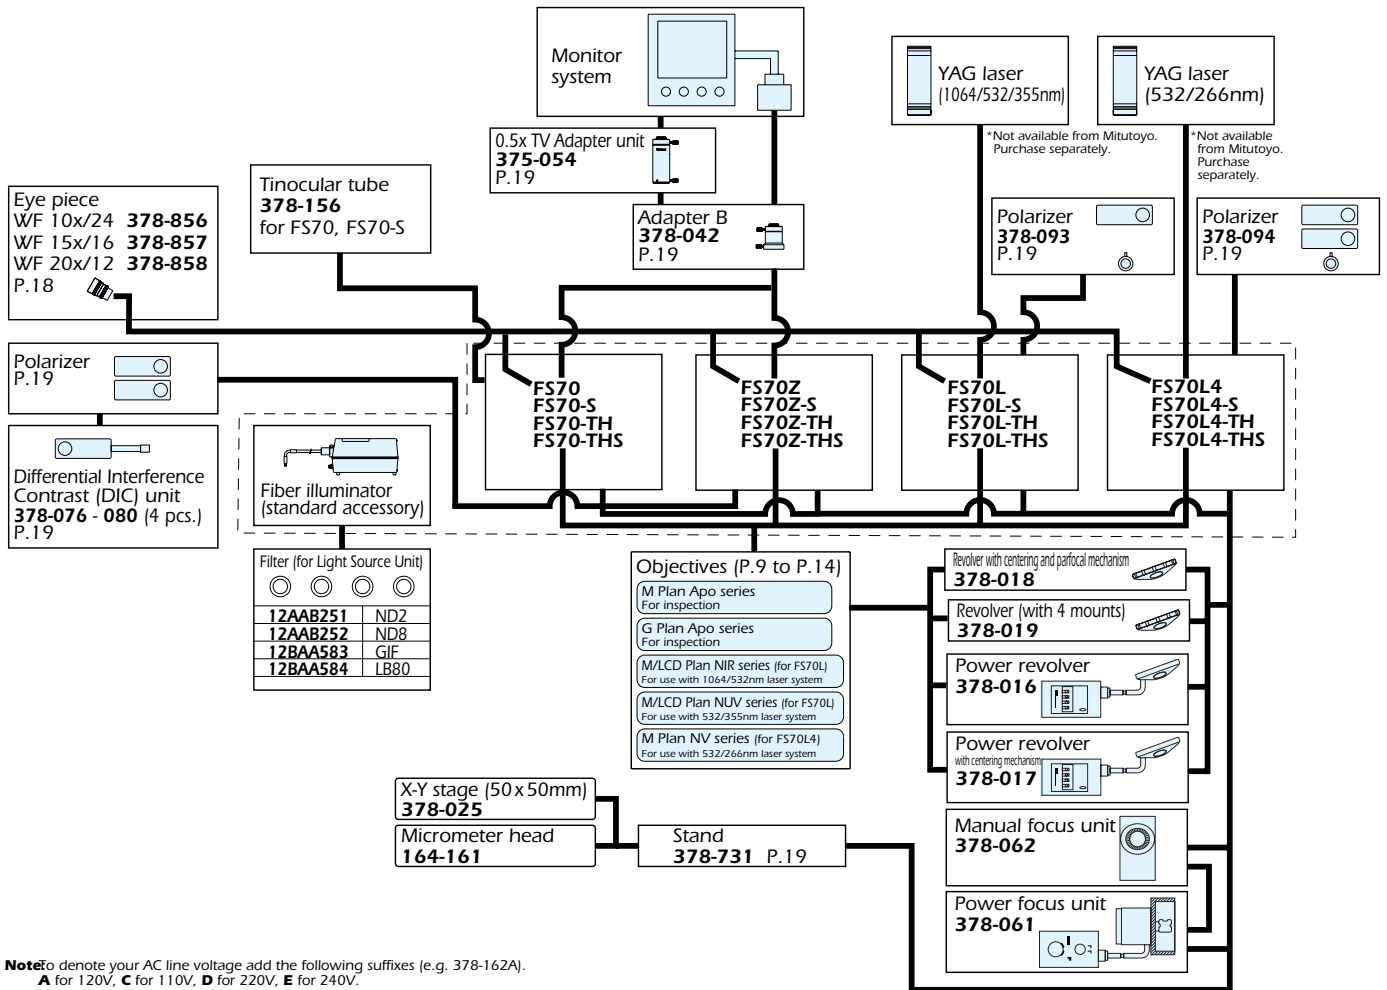 Monitor
system
YAG laser
(1064/532/355nm)
*Not available from Mitutoyo.
Purchase separately.
YAG laser
(532/266nm)
*Not available
from Mitutoyo.
Purchase
separately.
0.5x TV Adapter unit
375-054
P.19
Tinocular tube
378-156
for FS70, FS70-S
Eye piece
WF 10x/24 378-856
WF 15x/16 378-857
WF 20x/12 378-858
P.18
Adapter B
378-042
P.19
Polarizer
378-093
P.19
Polarizer
378-094
P.19
Polarizer
P.19
FS70
FS70-S
FS70-TH
FS70-THS
FS70Z
FS70Z-S
FS70Z-TH
FS70Z-THS
FS70L
FS70L-S
FS70L-TH
FS70L-THS
FS70L4
FS70L4-S
FS70L4-TH
FS70L4-THS
Differential Interference
Contrast (DIC) unit
378-076 - 080 (4 pcs.)
P.19
Fiber illuminator
(standard accessory)
Filter (for Light Source Unit)
12AAB251 ND2
12AAB252 ND8
12BAA583 GIF
12BAA584 LB80
Objectives (P.9 to P.14)
M Plan Apo series
For inspection
G Plan Apo series
For inspection
M/LCD Plan NIR series (for FS70L)
For use with 1064/532nm laser system
M/LCD Plan NUV series (for FS70L)
For use with 532/355nm laser system
M Plan NV series (for FS70L4)
For use with 532/266nm laser system
Revolver with centering and parfocal mechanism
378-018
Revolver (with 4 mounts)
378-019
Power revolver
378-016
Power revolver
with centering mechanism
378-017
X-Y stage (50x50mm)
378-025
Micrometer head
164-161
Stand
378-731 P.19
Manual focus unit
378-062
Power focus unit
378-061
Note: To denote your AC line voltage add the following suffixes (e.g. 378-162A).
A for 120V, C for 110V, D for 220V, E for 240V.